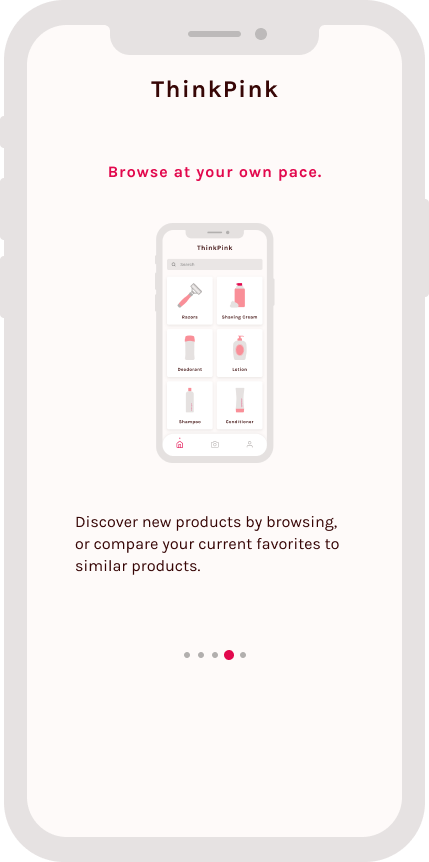 ThinkPink
Browse at your own pace.
ThinkPink
Search
Razors
Shaving Cream
Deodorant
Lotion
Shampoo
Conditioner
Discover new products by browsing,
or compare your current favorites to
similar products.